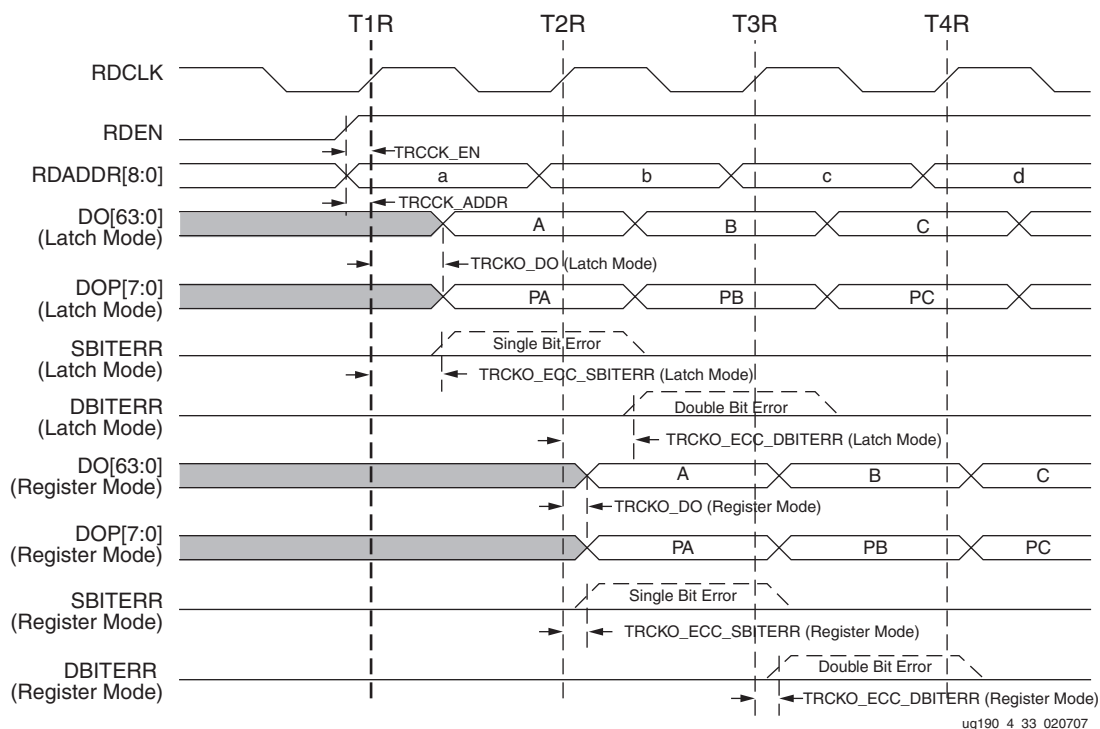 T1R T2R T3R T4R
RDCLK
RDEN
TRCCK_EN
RDADDR[8:0] a b c d
TRCCK_ADDR
DO[63:0]
(Latch Mode) A B C
TRCKO_DO (Latch Mode)
DOP[7:0]
(Latch Mode) PA PB PC
SBITERR
(Latch Mode) Single Bit Error
TRCKO_ECC_SBITERR (Latch Mode)
DBITERR
(Latch Mode) Double Bit Error
TRCKO_ECC_DBITERR (Latch Mode)
DO[63:0]
(Register Mode) A B C
TRCKO_DO (Register Mode)
DOP[7:0]
(Register Mode) PA PB PC
SBITERR
(Register Mode) Single Bit Error
TRCKO_ECC_SBITERR (Register Mode)
DBITERR
(Register Mode) Double Bit Error
TRCKO_ECC_DBITERR (Register Mode)
ug190_4_33_020707